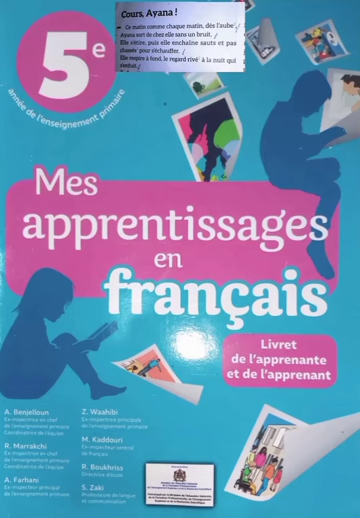 Cours, Ayana !
Ce matin comme chaque matin, dès l'aube,
Ayana sort de chez elle sans un bruit.
Elle s'étire, puis elle enchaîne sauts et pas
chassés pour s'échauffer.
Elle respire à fond, le regard rivé à la nuit qui
5e
année de l'enseignement primaire
Mes
apprentissages
en
français
Livret
de l'apprenante
et de l'apprenant
A. Benjelloun
Ex-inspectrice en chef
de l'enseignement primaire
Coordinatrice de l'équipe
R. Marrakchi
Ex-inspectrice en chef
de l'enseignement primaire
Coordinatrice de l'équipe
A. Farhani
Ex-inspecteur principal
de l'enseignement primaire
Z. Waahibi
Ex-inspectrice principale
de l'enseignement primaire
M. Kaddouri
Ex-inspecteur général
de français
R. Boukhriss
Directrice d'école
S. Zaki
Professeure de langue
et communication